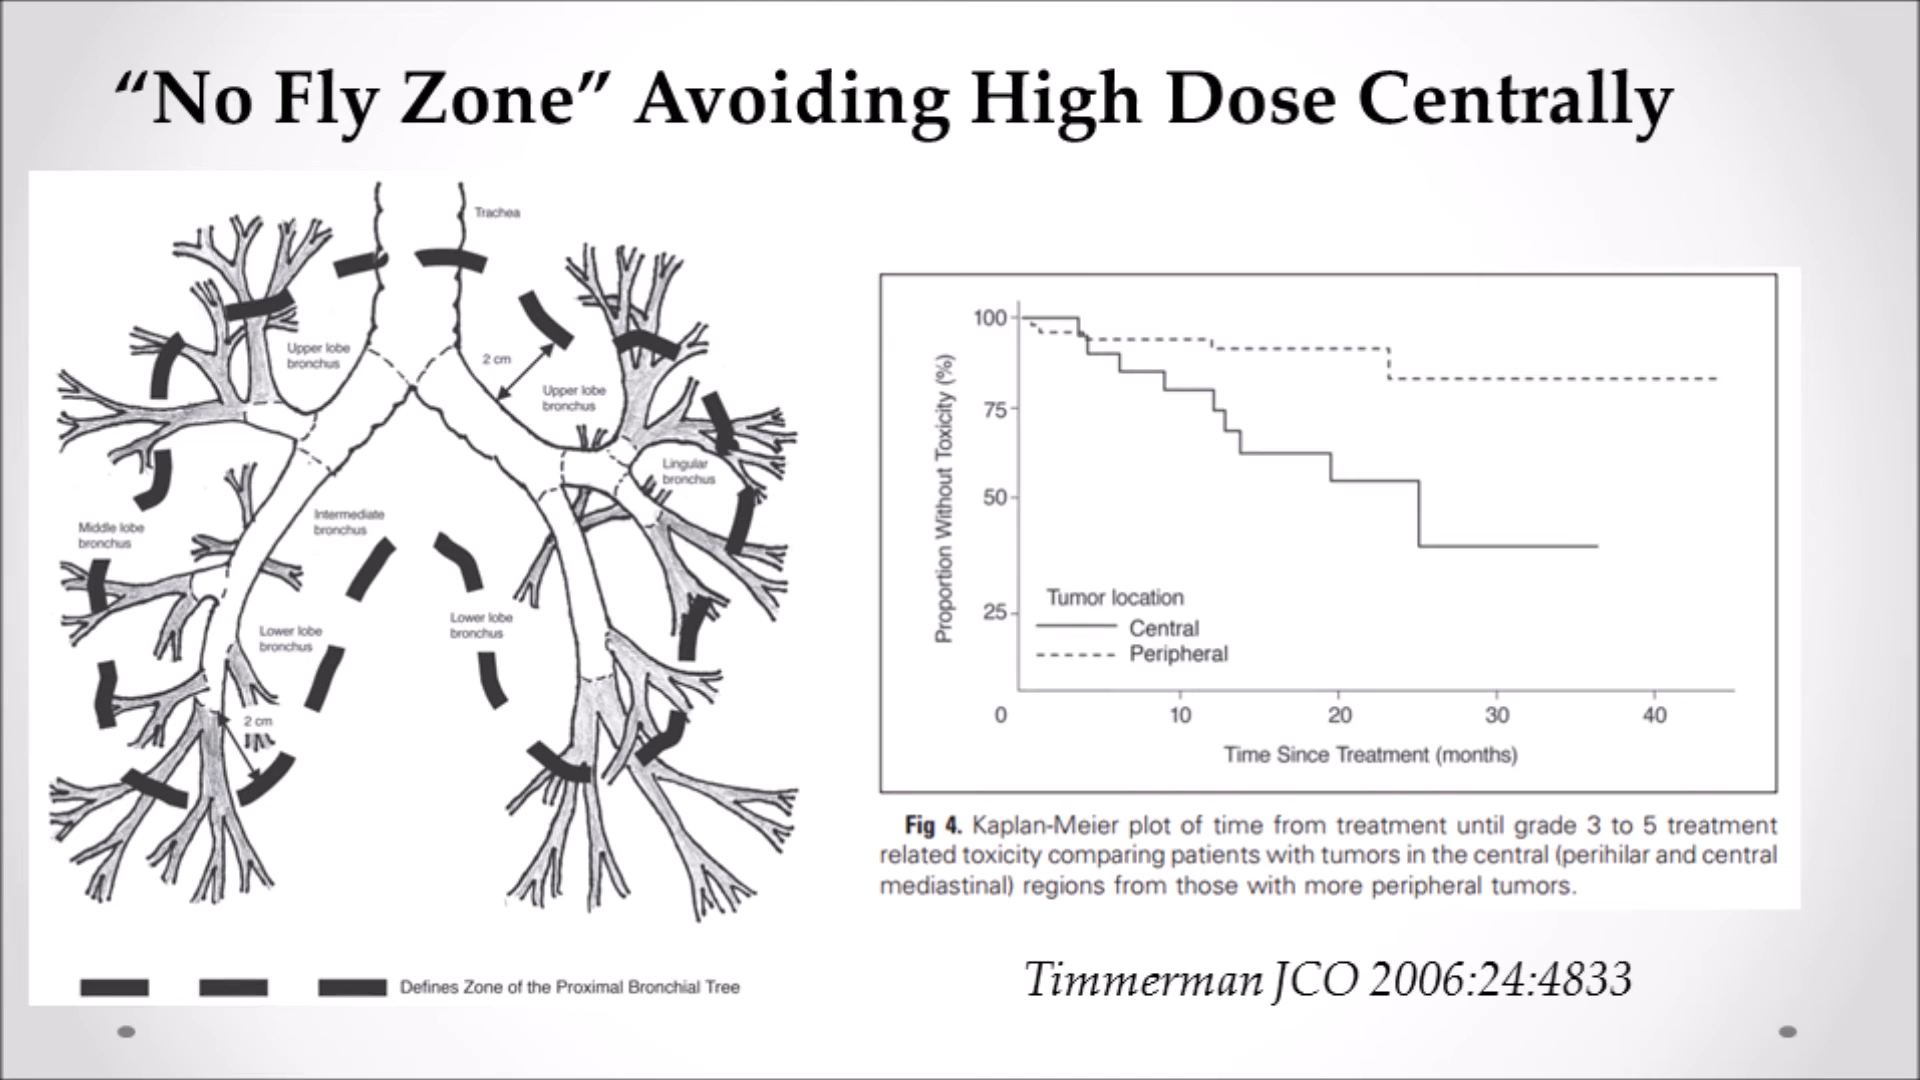 “No Fly Zone” Avoiding High Dose Centrally
Trachea
Upper lobe
bronchus
2 cm
Upper lobe
bronchus
Lingular
bronchus
Middle lobe
bronchus
Intermediate
bronchus
Lower lobe
bronchus
Lower lobe
bronchus
2 cm
Defines Zone of the Proximal Bronchial Tree
Proportion Without Toxicity (%)
100
75
50
25
Tumor location
Central
Peripheral
0 10 20 30 40
Time Since Treatment (months)
Fig 4. Kaplan-Meier plot of time from treatment until grade 3 to 5 treatment
related toxicity comparing patients with tumors in the central (perihilar and central
mediastinal) regions from those with more peripheral tumors.
Timmerman JCO 2006:24:4833